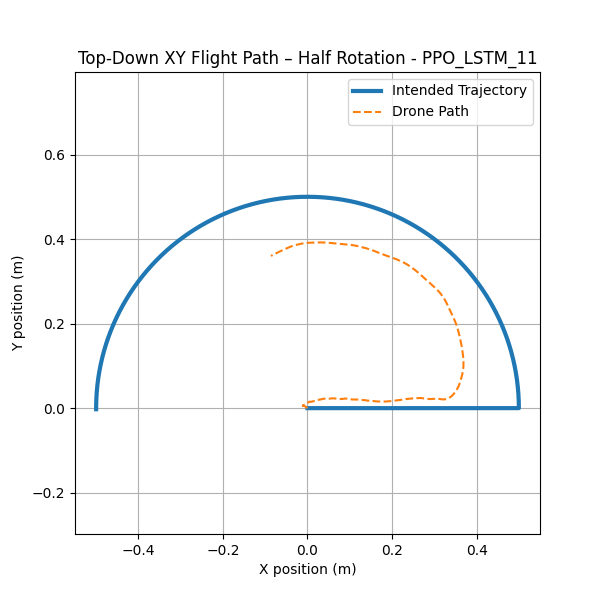 Top-Down XY Flight Path – Half Rotation - PPO_LSTM_11
Intended Trajectory
Drone Path
Y position (m)
0.6
0.4
0.2
0.0
−0.2
−0.4
−0.2
0.0
0.2
0.4
X position (m)